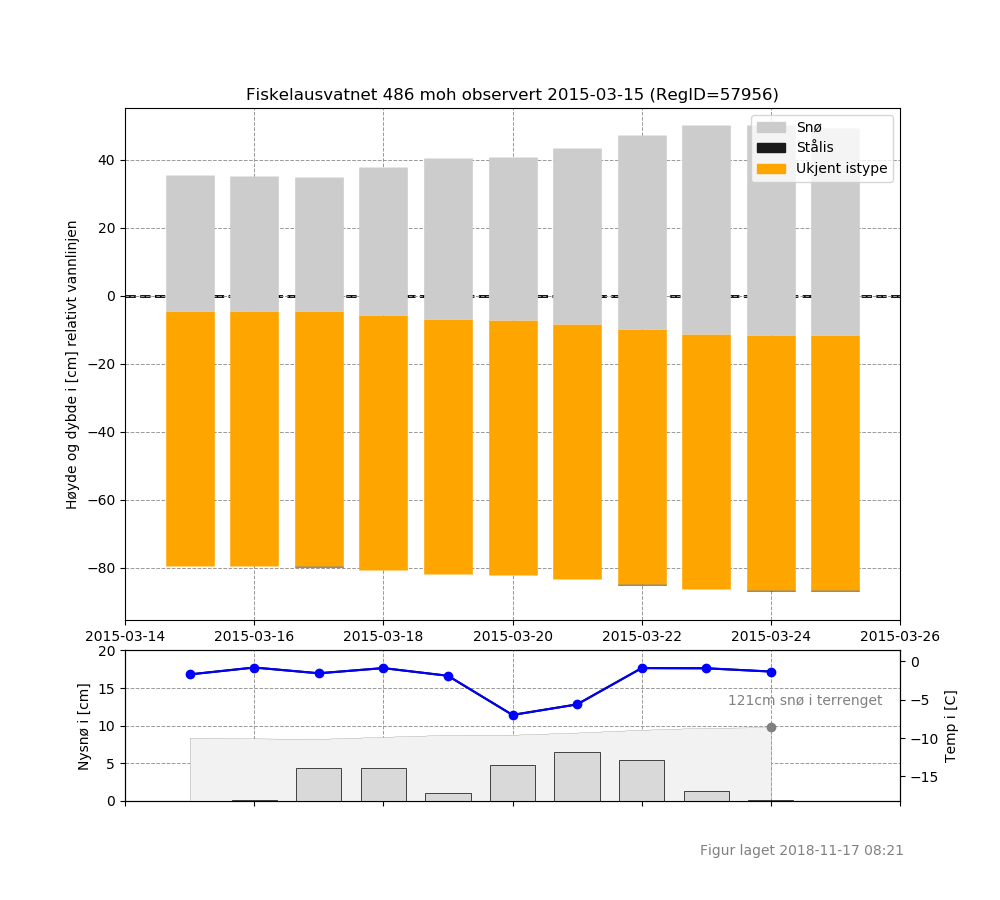 Fiskelausvatnet 486 moh observert 2015-03-15 (RegID=57956)
Snø
Stålis
Ukjent istype
Høyde og dybde i [cm] relativt vannlinjen
40
20
0
−20
−40
−60
−80
2015-03-14 2015-03-16 2015-03-18 2015-03-20 2015-03-22 2015-03-24 2015-03-26
Nysnø i [cm]
20
15
10
5
0
121cm snø i terrenget
0
−5
−10
−15
Temp i [C]
Figur laget 2018-11-17 08:21